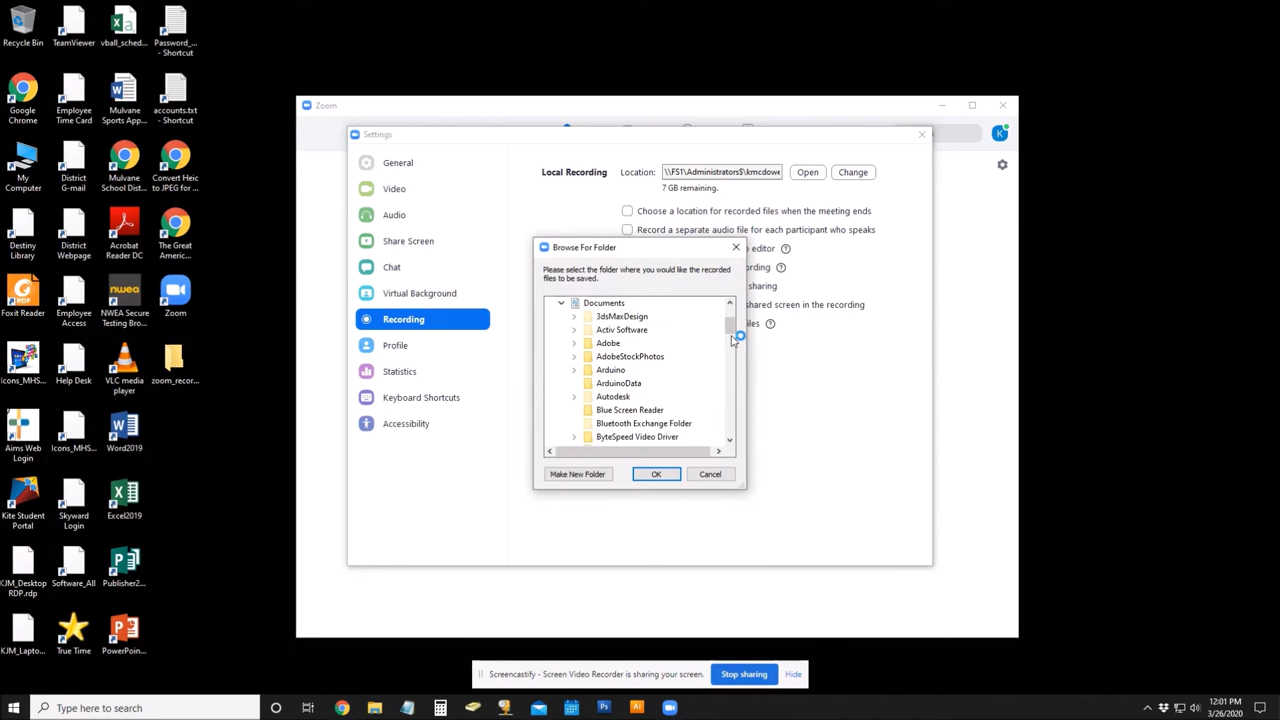 Recycle Bin
TeamViewer
vball_sched...
Password_...
- Shortcut
Google
Chrome
Employee
Time Card
Mulvane
Sports App...
accounts.txt
- Shortcut
My
Computer
District
G-mail
Mulvane
School Dist...
Convert Heic
to JPEG for ...
Destiny
Library
District
Webpage
Acrobat
Reader DC
The Great
Americ...
Foxit Reader
Employee
Access
NWEA Secure
Testing Bro...
Zoom
Icons_MHS...
Help Desk
VLC media
player
zoom_recor...
Aims Web
Login
Icons_MHS...
Word2019
Kite Student
Portal
Skyward
Login
Excel2019
KJM_Desktop
RDP.rdp
Software_All
Publisher2...
KJM_Lapto...
True Time
PowerPoin...
Zoom
Settings
General
Video
Audio
Share Screen
Chat
Virtual Background
Recording
Profile
Statistics
Keyboard Shortcuts
Accessibility
K
Local Recording
Location:
\\FS1\Administrators$\kmcdowe
Open
Change
7 GB remaining.
Choose a location for recorded files when the meeting ends
Record a separate audio file for each participant who speaks
editor
rding
sharing
shared screen in the recording
files
Browse For Folder
Please select the folder where you would like the recorded
files to be saved.
Documents
3dsMaxDesign
Activ Software
Adobe
AdobeStockPhotos
Arduino
ArduinoData
Autodesk
Blue Screen Reader
Bluetooth Exchange Folder
ByteSpeed Video Driver
Make New Folder
OK
Cancel
Screencastify - Screen Video Recorder is sharing your screen.
Stop sharing
Hide
Type here to search
12:01 PM
3/26/2020